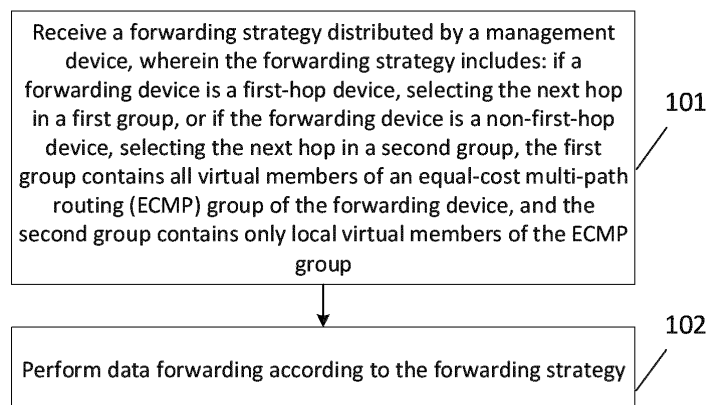 Receive a forwarding strategy distributed by a management
device, wherein the forwarding strategy includes: if a
forwarding device is a first-hop device, selecting the next hop
in a first group, or if the forwarding device is a non-first-hop
device, selecting the next hop in a second group, the first
group contains all virtual members of an equal-cost multi-path
routing (ECMP) group of the forwarding device, and the
second group contains only local virtual members of the ECMP
group
101
102
Perform data forwarding according to the forwarding strategy